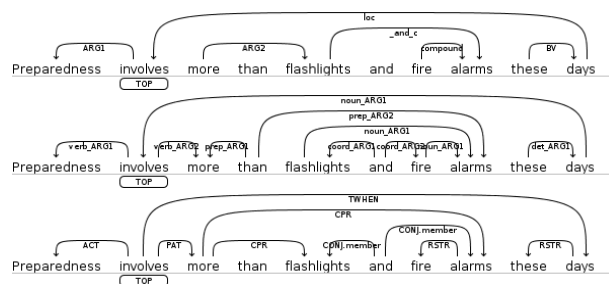 loc
_and_c
ARG1 ARG2 compound BV
Preparedness involves more than flashlights and fire alarms these days
TOP
noun_ARG1
prep_ARG2
noun_ARG1
verb_ARG1 verb_ARG2 prep_ARG1 coord_ARG1 coord_ARG2 noun_ARG1 det_ARG1
Preparedness involves more than flashlights and fire alarms these days
TOP
TWHEN
CPR
CONJ.member
ACT PAT CPR CONJ.member RSTR RSTR
Preparedness involves more than flashlights and fire alarms these days
TOP